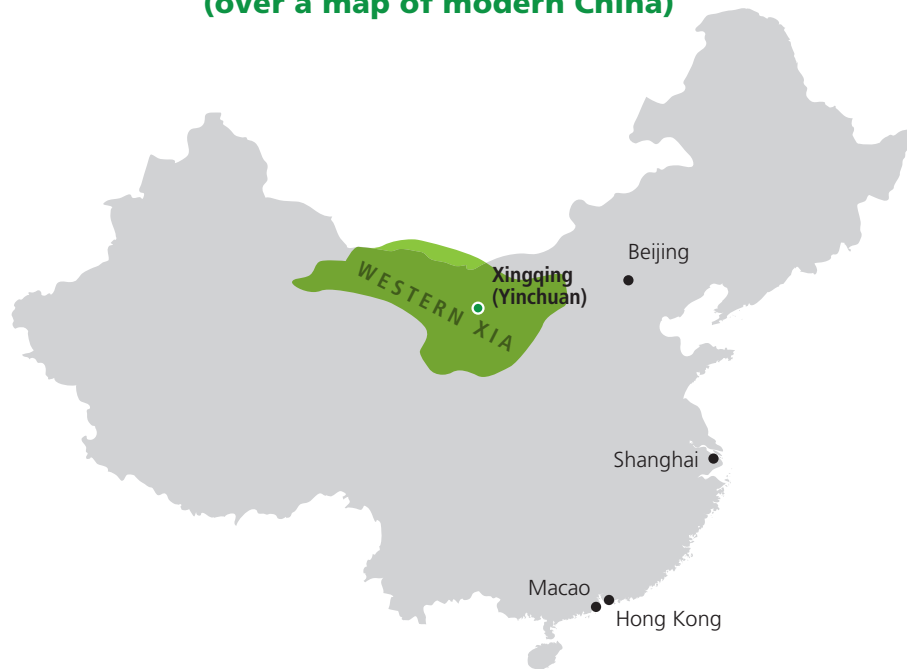 (over a map of modern China)
Beijing
Xingqing
(Yinchuan)
WESTERN XIA
Shanghai
Macao
Hong Kong